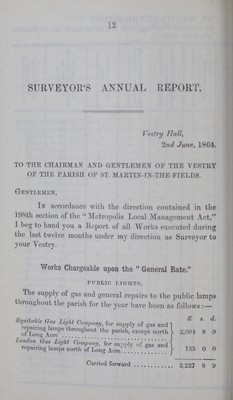 12
SURVEYOR'S ANNUAL REPORT.
Vestry Hall,
2nd June, 1864.
TO THE CHAIRMAN AND GENTLEMEN OF THE VESTRY
OF THE PARISH OF ST. MARTIN-IN-THE-FIELDS.
GENTLEMEN,
IN accordance with the direction contained in the
198th section of the "Metropolis Local Management Act,"
I beg to hand you a Report of all Works executed during
the last twelve months under my direction as Surveyor to
your Vestry.
Works Chargeable upon the "General Rate."
PUBLIC LIGHTS.
The supply of gas and general repairs to the public lamps
throughout the parish for the year have been as follows :—
£ s. d.
Equitable Gas Light Company, for supply of gas and
repairing lamps throughout the parish, except north
of Long Acre 2,094 8 9
London Gas Light Company, for supply of gas and
repairing lamps north of Long Acre 133 0 0
Carried forward 2,227 8 9